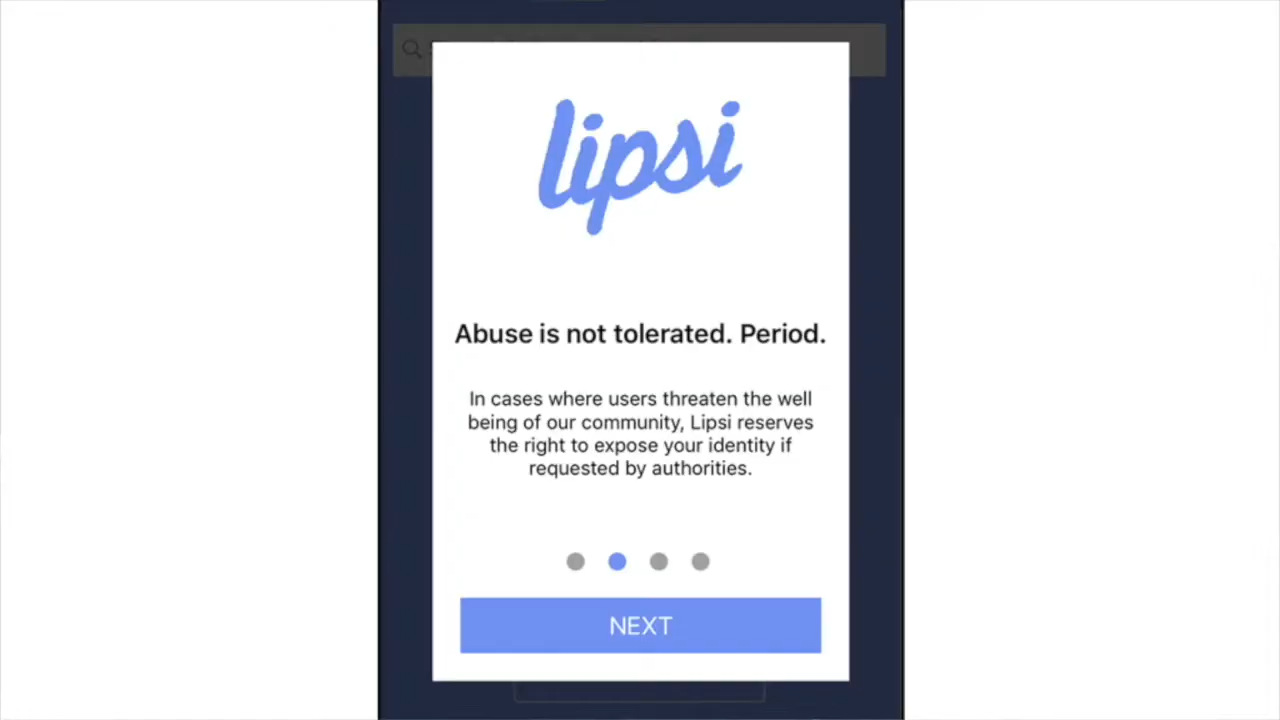 lipsi
Abuse is not tolerated. Period.
In cases where users threaten the well
being of our community, Lipsi reserves
the right to expose your identity if
requested by authorities.
NEXT